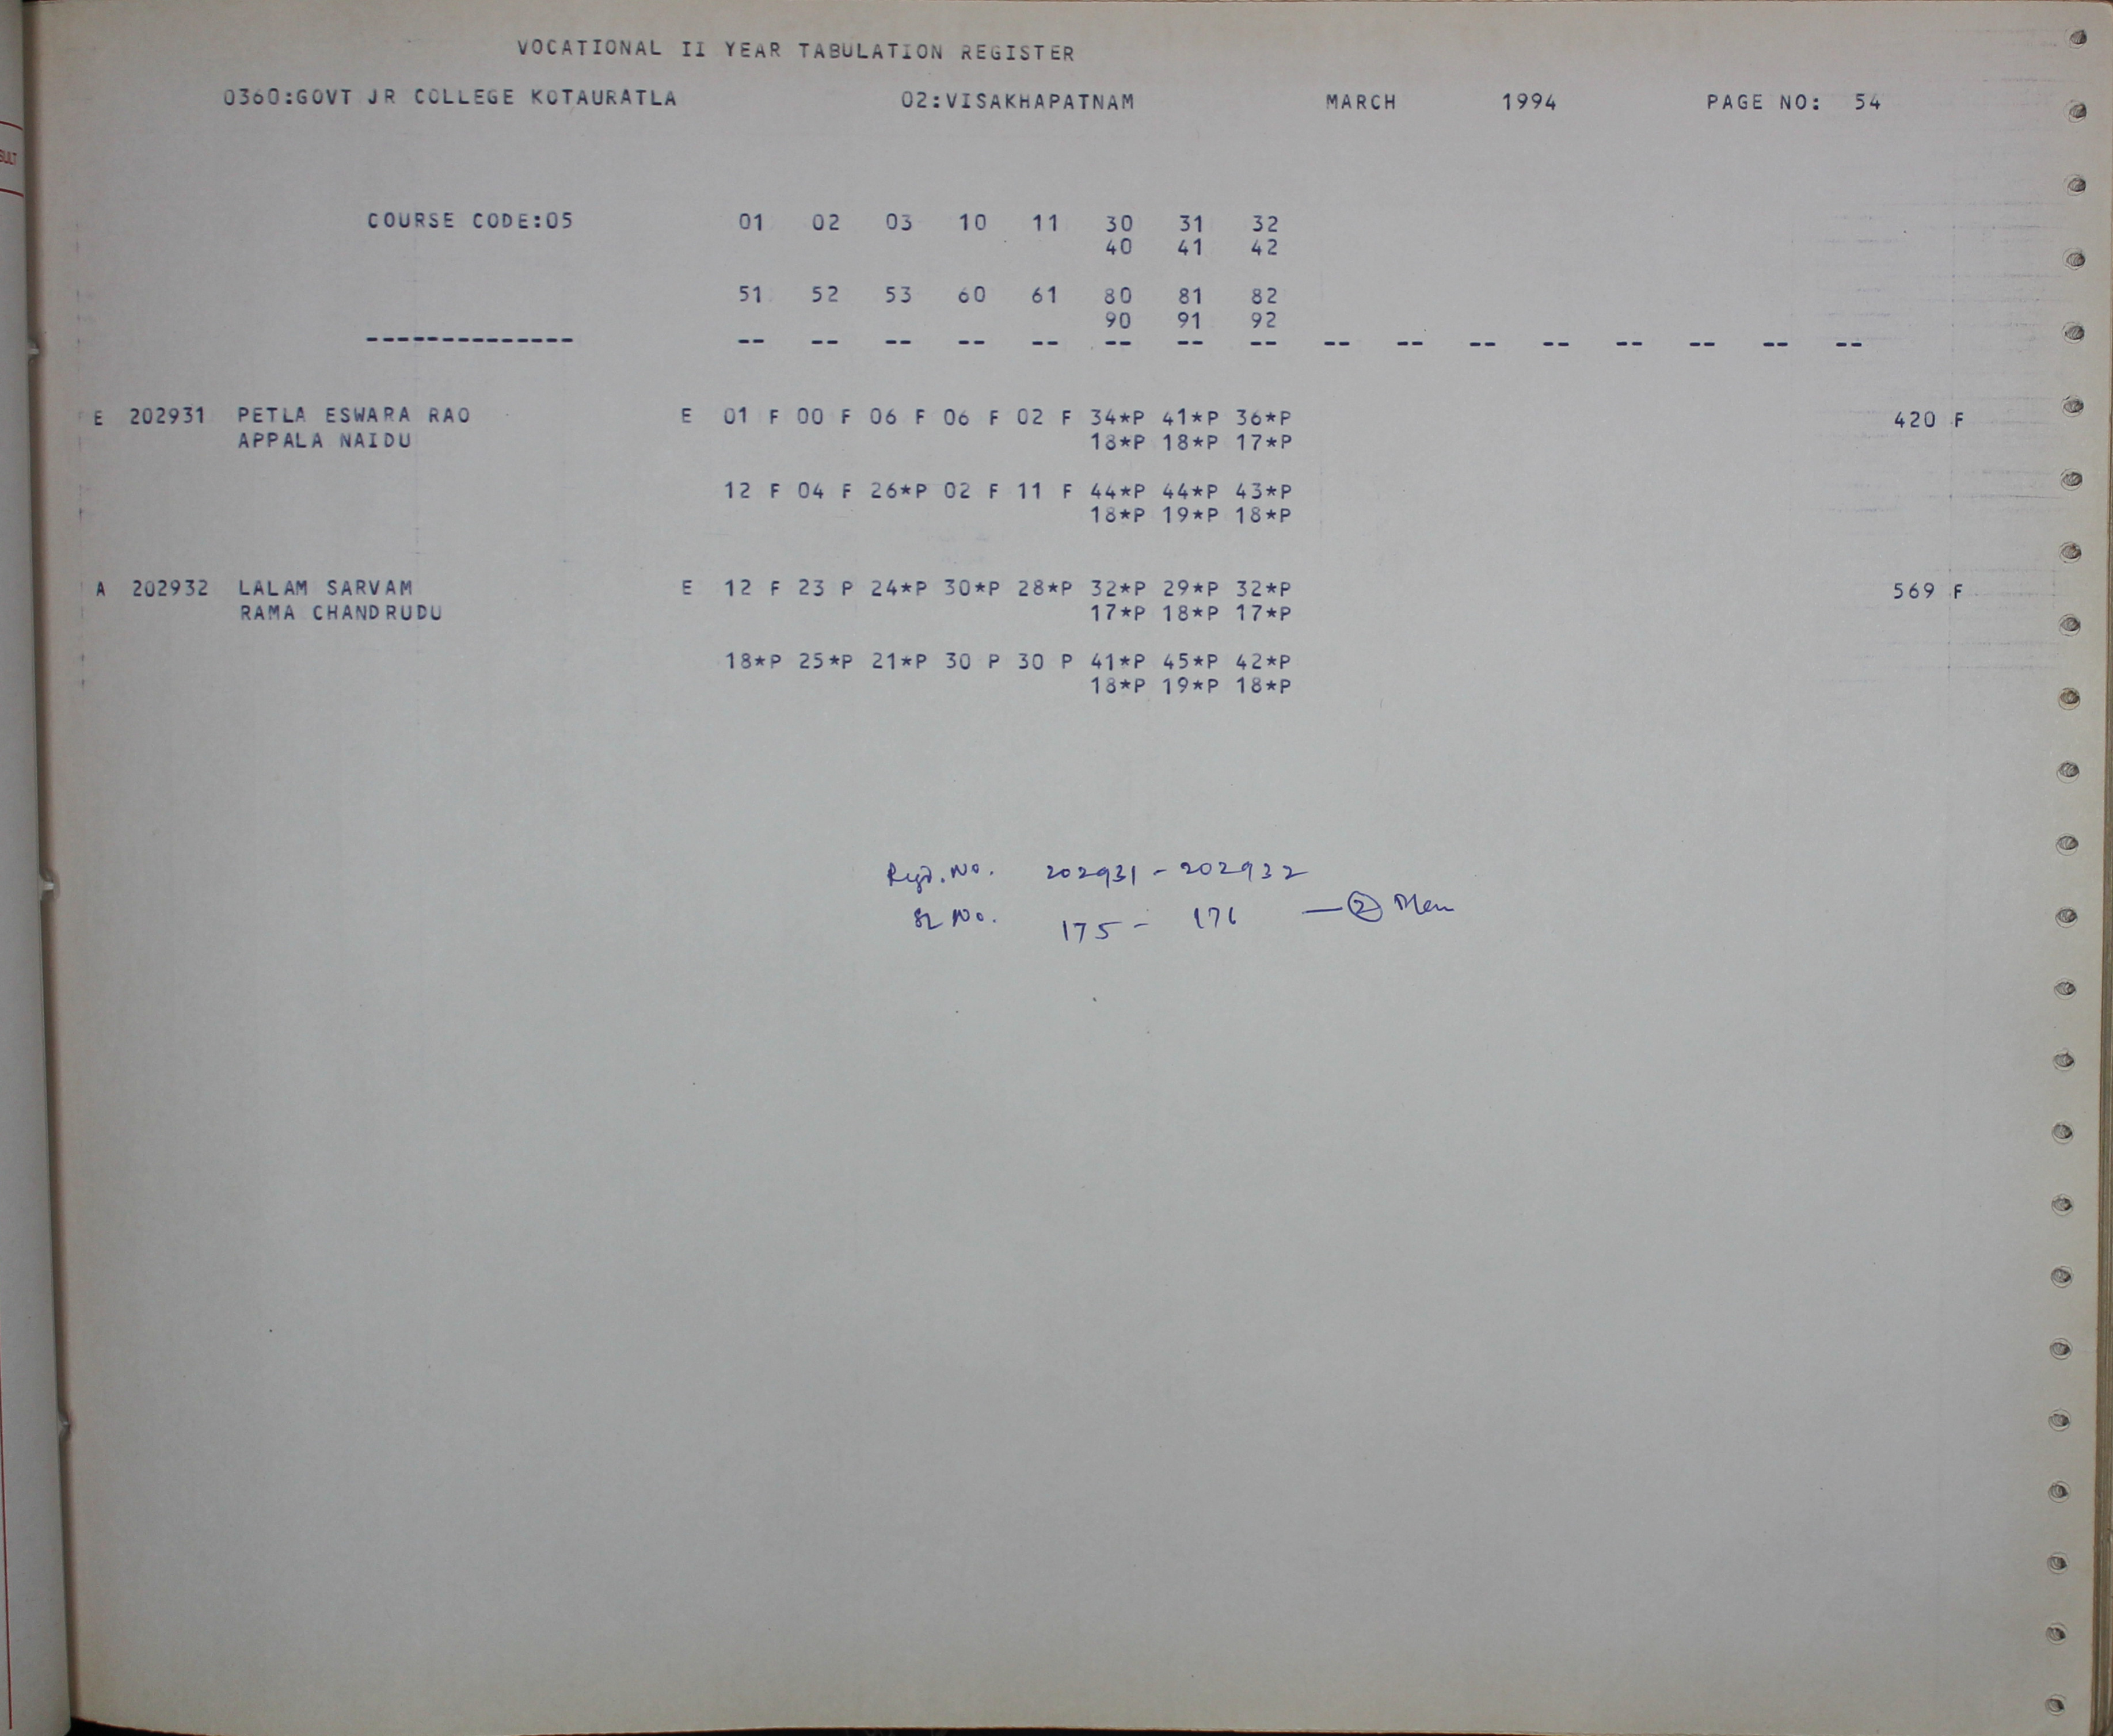 VOCATIONAL II YEAR TABULATION REGISTER
0360:GOVT JR COLLEGE KOTAURATLA 02:VISAKHAPATNAM MARCH 1994 PAGE NO: 54
SULT
COURSE CODE:05 01 02 03 10 11 30 31 32
40 41 42
51 52 53 60 61 80 81 82
90 91 92
-------------- -- -- -- -- -- -- -- -- -- -- -- -- -- -- -- --
E 202931 PETLA ESWARA RAO E 01 F 00 F 06 F 06 F 02 F 34*P 41*P 36*P 420 F
APPALA NAIDU 18*P 18*P 17*P
12 F 04 F 26*P 02 F 11 F 44*P 44*P 43*P
18*P 19*P 18*P
A 202932 LALAM SARVAM E 12 F 23 P 24*P 30*P 28*P 32*P 29*P 32*P 569 F
RAMA CHANDRUDU 17*P 18*P 17*P
18*P 25*P 21*P 30 P 30 P 41*P 45*P 42*P
18*P 19*P 18*P
Regd. No. 202931 - 202932
Sl No. 175 - 176 — 2